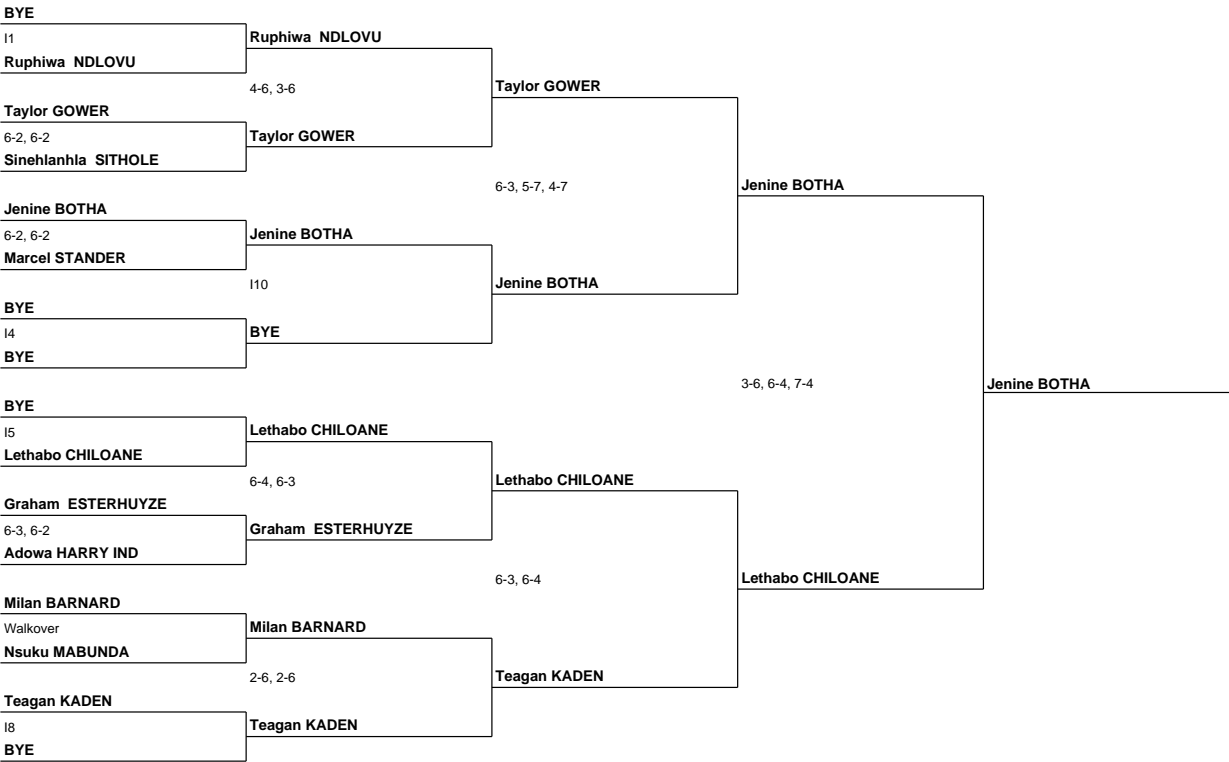 BYE
I1
Ruphiwa  NDLOVU
Taylor GOWER
6-2, 6-2
Sinehlanhla  SITHOLE
Jenine BOTHA
6-2, 6-2
Marcel STANDER
BYE
I4
BYE
BYE
I5
Lethabo CHILOANE
Graham  ESTERHUYZE
6-3, 6-2
Adowa HARRY IND
Milan BARNARD
Walkover
Nsuku MABUNDA
Teagan KADEN
I8
BYE
Ruphiwa  NDLOVU
4-6, 3-6
Taylor GOWER
Jenine BOTHA
I10
BYE
Lethabo CHILOANE
6-4, 6-3
Graham  ESTERHUYZE
Milan BARNARD
2-6, 2-6
Teagan KADEN
Taylor GOWER
6-3, 5-7, 4-7
Jenine BOTHA
Lethabo CHILOANE
6-3, 6-4
Teagan KADEN
Jenine BOTHA
3-6, 6-4, 7-4
Lethabo CHILOANE
Jenine BOTHA